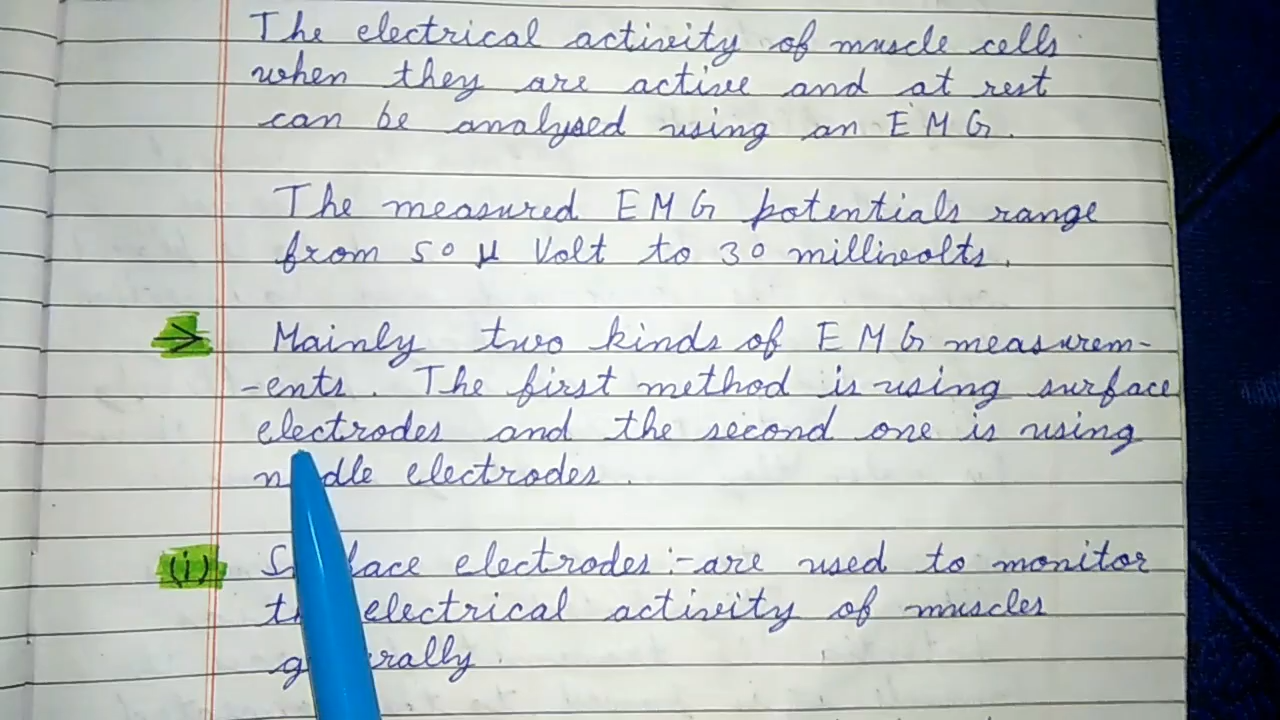 The electrical activity of muscle cells
when they are active and at rest
can be analysed using an EMG.
The measured EMG potentials range
from 50 μ Volt to 30 millivolts.
→ Mainly two kinds of EMG measurem-
-ents. The first method is using surface
electrodes and the second one is using
electrodes.
(i) electrodes:- are used to monitor
electrical activity of muscles